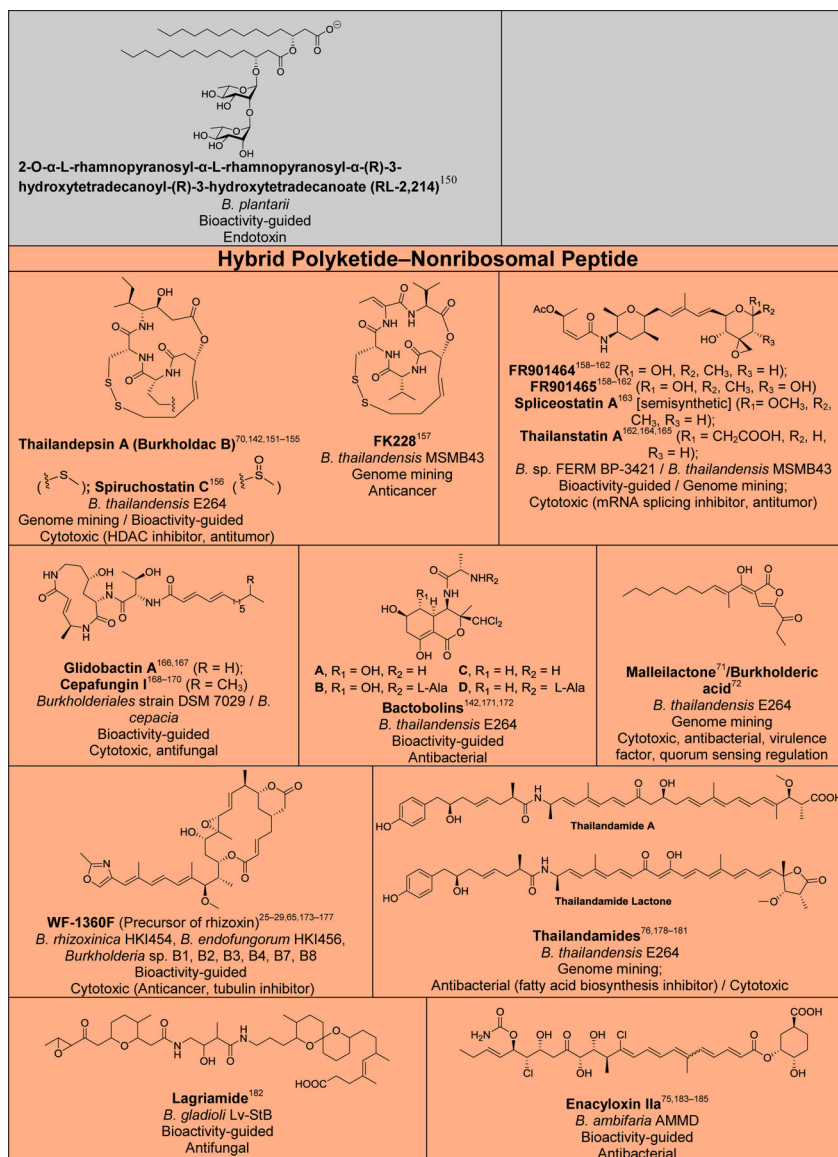 2-O-α-L-rhamnopyranosyl-α-L-rhamnopyranosyl-α-(R)-3-
hydroxytetradecanoyl-(R)-3-hydroxytetradecanoate (RL-2,214)150
B. plantarii
Bioactivity-guided
Endotoxin
Hybrid Polyketide–Nonribosomal Peptide
Thailandepsin A (Burkholdac B)70,142,151–155
( S ); Spiruchostatin C156 ( O S )
B. thailandensis E264
Genome mining / Bioactivity-guided
Cytotoxic (HDAC inhibitor, antitumor)
FK228157
B. thailandensis MSMB43
Genome mining
Anticancer
FR901464158–162 (R1 = OH, R2, CH3, R3 = H);
FR901465158–162 (R1 = OH, R2, CH3, R3 = OH)
Spliceostatin A163 [semisynthetic] (R1= OCH3, R2,
CH3, R3 = H);
Thailanstatin A162,164,165 (R1 = CH2COOH, R2, H,
R3 = H);
B. sp. FERM BP-3421 / B. thailandensis MSMB43
Bioactivity-guided / Genome mining;
Cytotoxic (mRNA splicing inhibitor, antitumor)
Glidobactin A166,167 (R = H);
Cepafungin I168–170 (R = CH3)
Burkholderiales strain DSM 7029 / B.
cepacia
Bioactivity-guided
Cytotoxic, antifungal
A, R1 = OH, R2 = H C, R1 = H, R2 = H
B, R1 = OH, R2 = L-Ala D, R1 = H, R2 = L-Ala
Bactobolins142,171,172
B. thailandensis E264
Bioactivity-guided
Antibacterial
Malleilactone71/Burkholderic
acid72
B. thailandensis E264
Genome mining
Cytotoxic, antibacterial, virulence
factor, quorum sensing regulation
WF-1360F (Precursor of rhizoxin)25–29,65,173–177
B. rhizoxinica HKI454, B. endofungorum HKI456,
Burkholderia sp. B1, B2, B3, B4, B7, B8
Bioactivity-guided
Cytotoxic (Anticancer, tubulin inhibitor)
Thailandamide A
Thailandamide Lactone
Thailandamides76,178–181
B. thailandensis E264
Genome mining;
Antibacterial (fatty acid biosynthesis inhibitor) / Cytotoxic
Lagriamide182
B. gladioli Lv-StB
Bioactivity-guided
Antifungal
Enacyloxin IIa75,183–185
B. ambifaria AMMD
Bioactivity-guided
Antibacterial